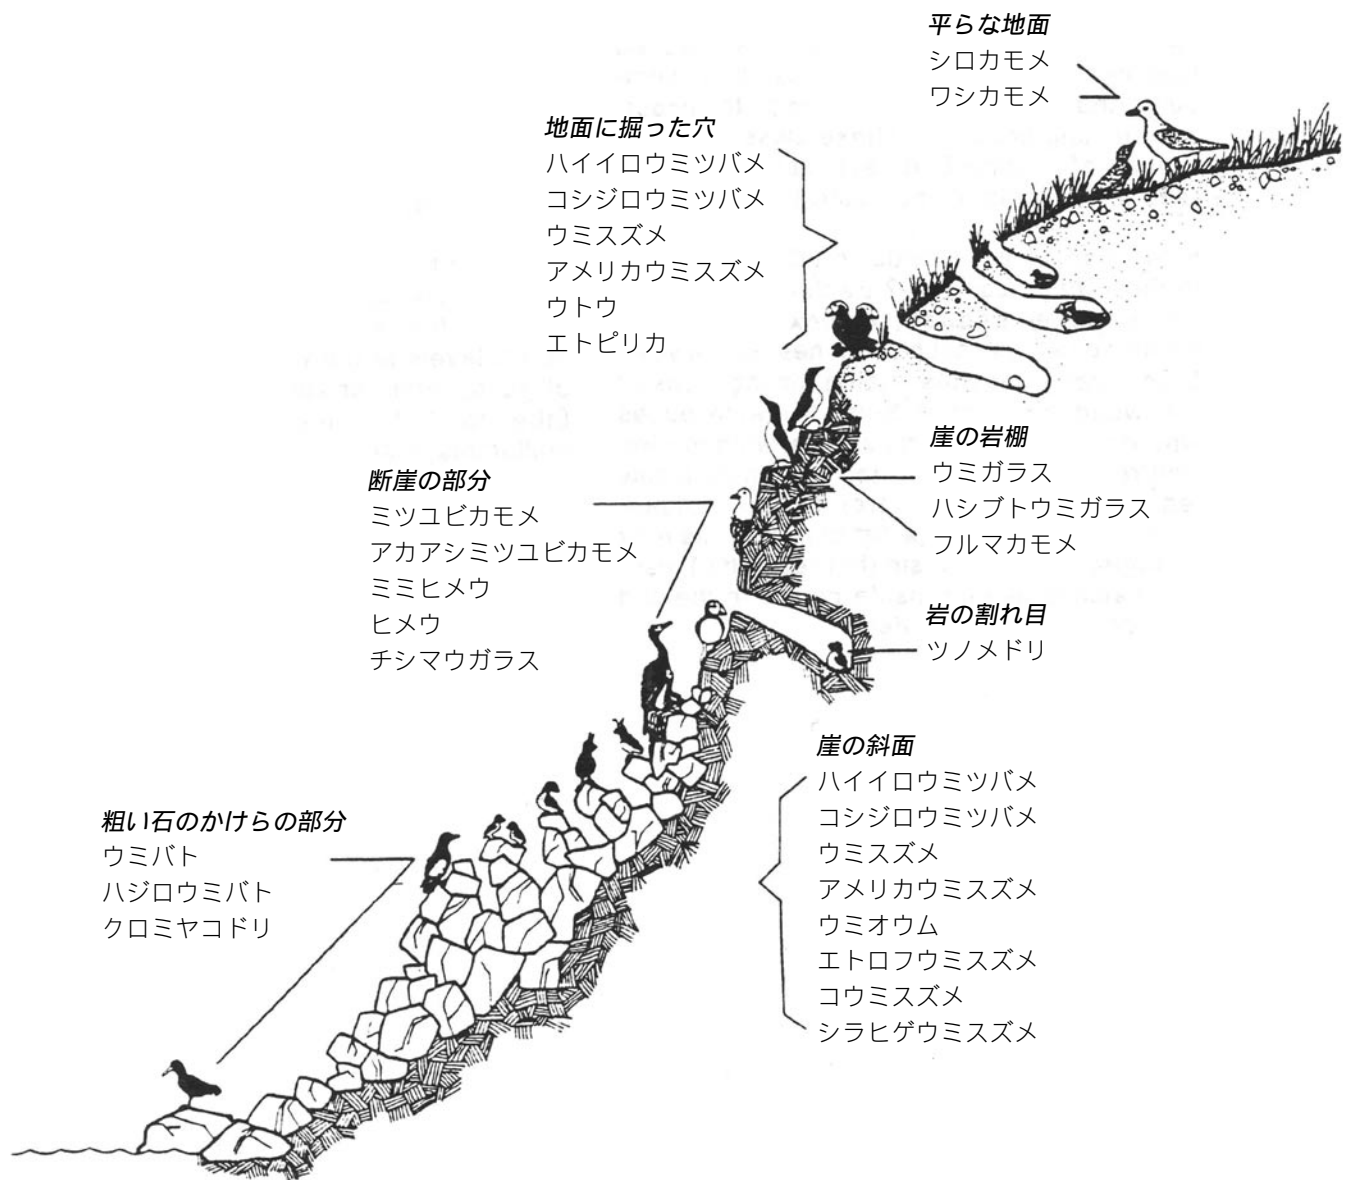 平らな地面
シロカモメ
ワシカモメ
地面に掘った穴
ハイイロウミツバメ
コシジロウミツバメ
ウミスズメ
アメリカウミスズメ
ウトウ
エトピリカ
崖の岩棚
ウミガラス
ハシブトウミガラス
フルマカモメ
断崖の部分
ミツユビカモメ
アカアシミツユビカモメ
ミミヒメウ
ヒメウ
チシマウガラス
岩の割れ目
ツノメドリ
崖の斜面
ハイイロウミツバメ
コシジロウミツバメ
ウミスズメ
アメリカウミスズメ
ウミオウム
エトロフウミスズメ
コウミスズメ
シラヒゲウミスズメ
粗い石のかけらの部分
ウミバト
ハジロウミバト
クロミヤコドリ